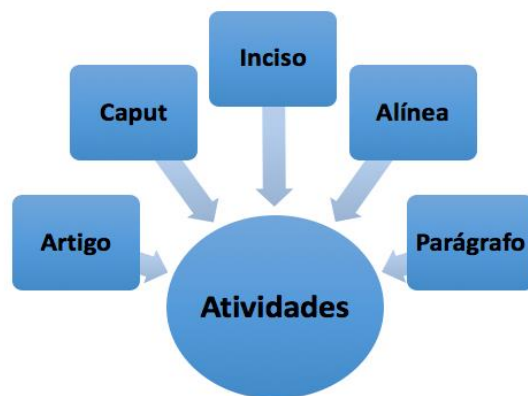 Inciso
Caput
Alínea
Artigo
Parágrafo
Atividades